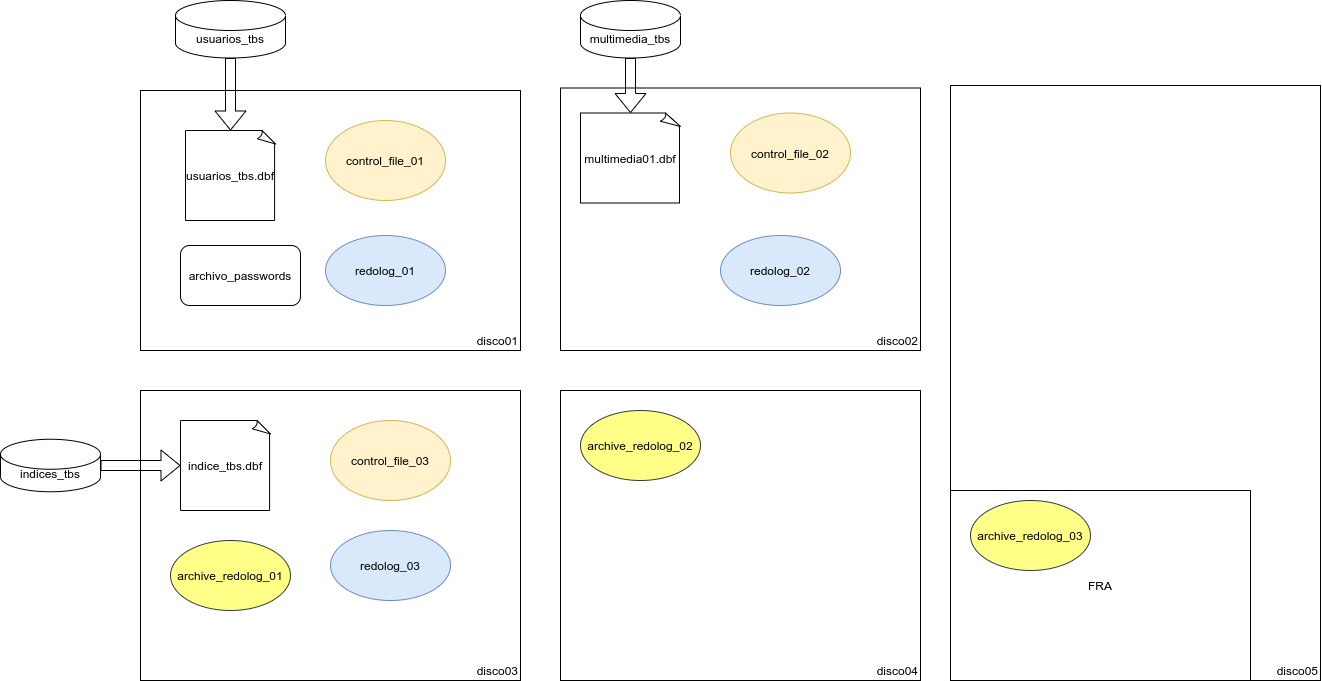 usuarios_tbs
multimedia_tbs
usuarios_tbs.dbf
control_file_01
archivo_passwords
redolog_01
disco01
multimedia01.dbf
control_file_02
redolog_02
disco02
indices_tbs
indice_tbs.dbf
control_file_03
archive_redolog_01
redolog_03
disco03
archive_redolog_02
disco04
archive_redolog_03
FRA
disco05